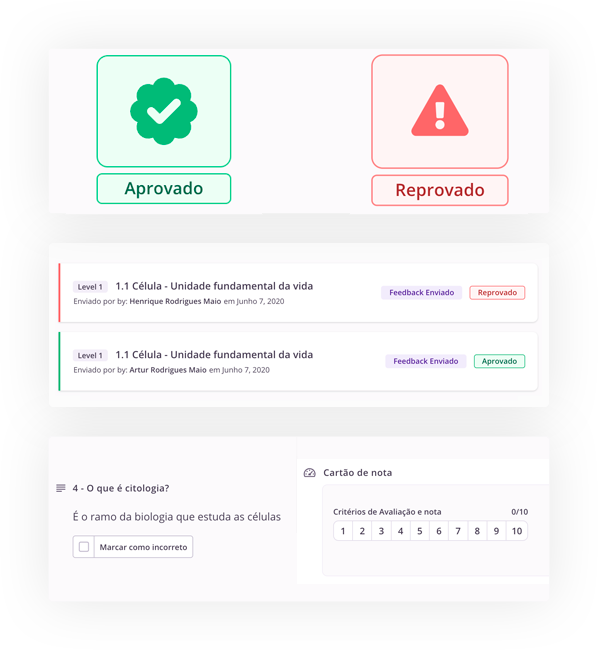 Aprovado
Reprovado
Level 1
1.1 Célula - Unidade fundamental da vida
Enviado por by: Henrique Rodrigues Maio em Junho 7, 2020
Feedback Enviado
Reprovado
Level 1
1.1 Célula - Unidade fundamental da vida
Enviado por by: Artur Rodrigues Maio em Junho 7, 2020
Feedback Enviado
Aprovado
4 - O que é citologia?
É o ramo da biologia que estuda as células
Marcar como incorreto
Cartão de nota
Critérios de Avaliação e nota
0/10
1 2 3 4 5 6 7 8 9 10